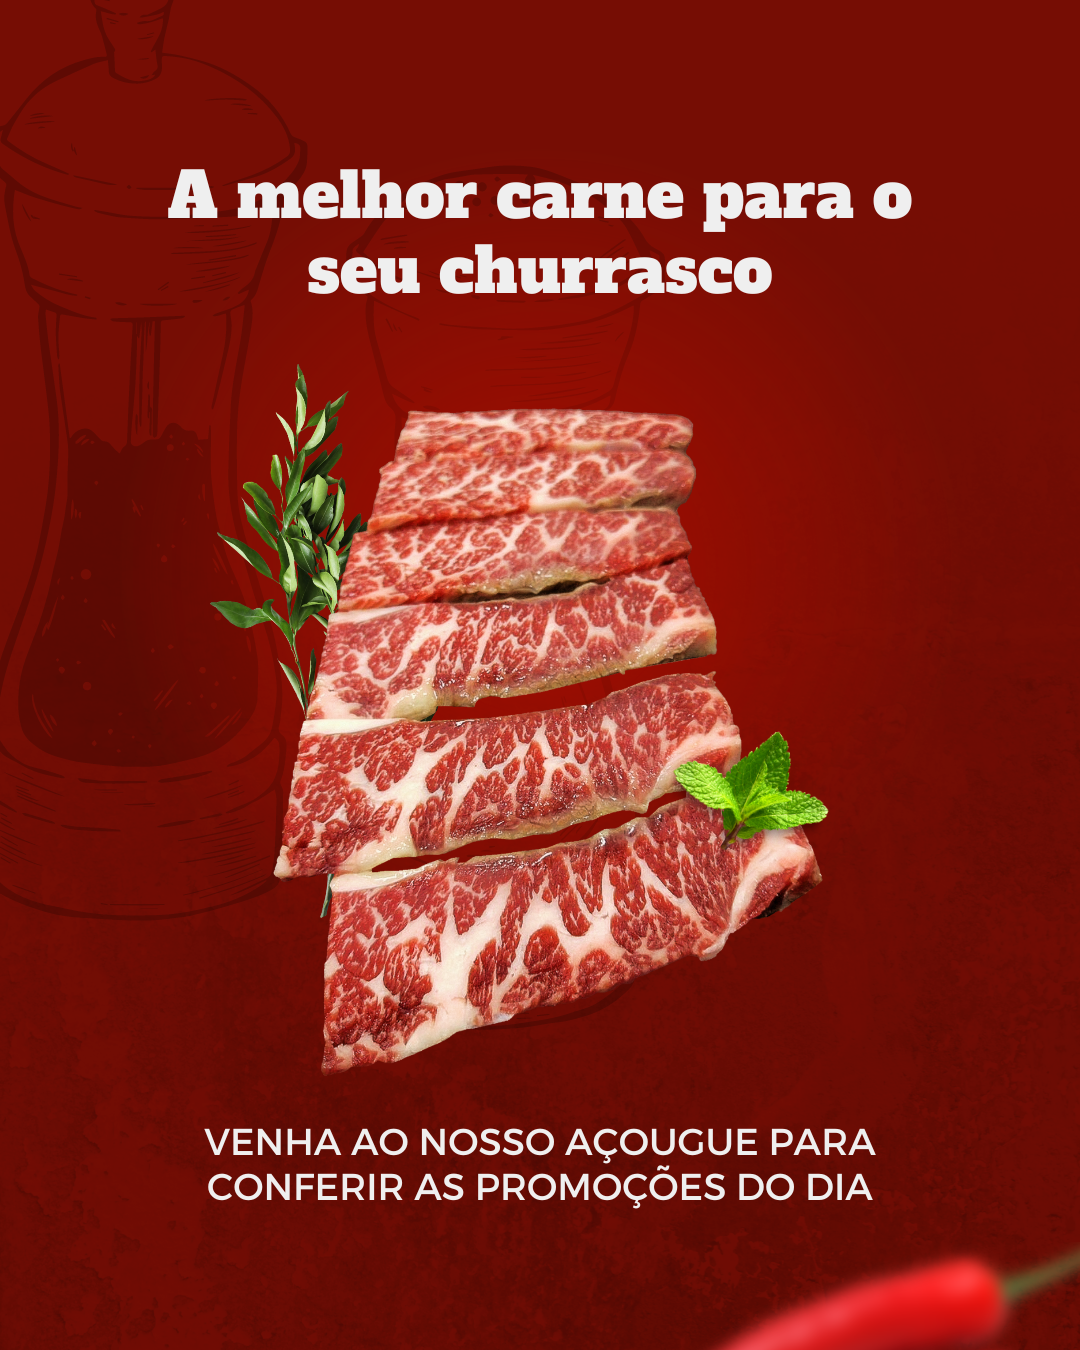 A melhor carne para o
seu churrasco
VENHA AO NOSSO AÇOUGUE PARA
CONFERIR AS PROMOÇÕES DO DIA